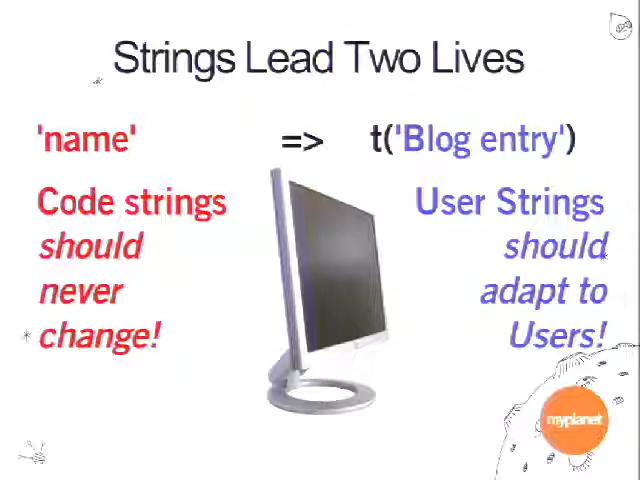 Strings Lead Two Lives
'name' => t('Blog entry')
Code strings
should
never
change!
User Strings
should
adapt to
Users!
myplanet